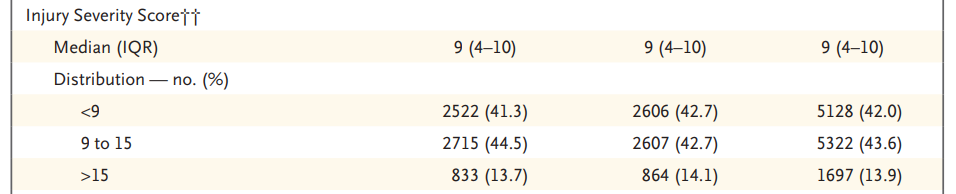 Injury Severity Score††
Median (IQR) 9 (4–10) 9 (4–10) 9 (4–10)
Distribution — no. (%)
<9 2522 (41.3) 2606 (42.7) 5128 (42.0)
9 to 15 2715 (44.5) 2607 (42.7) 5322 (43.6)
>15 833 (13.7) 864 (14.1) 1697 (13.9)